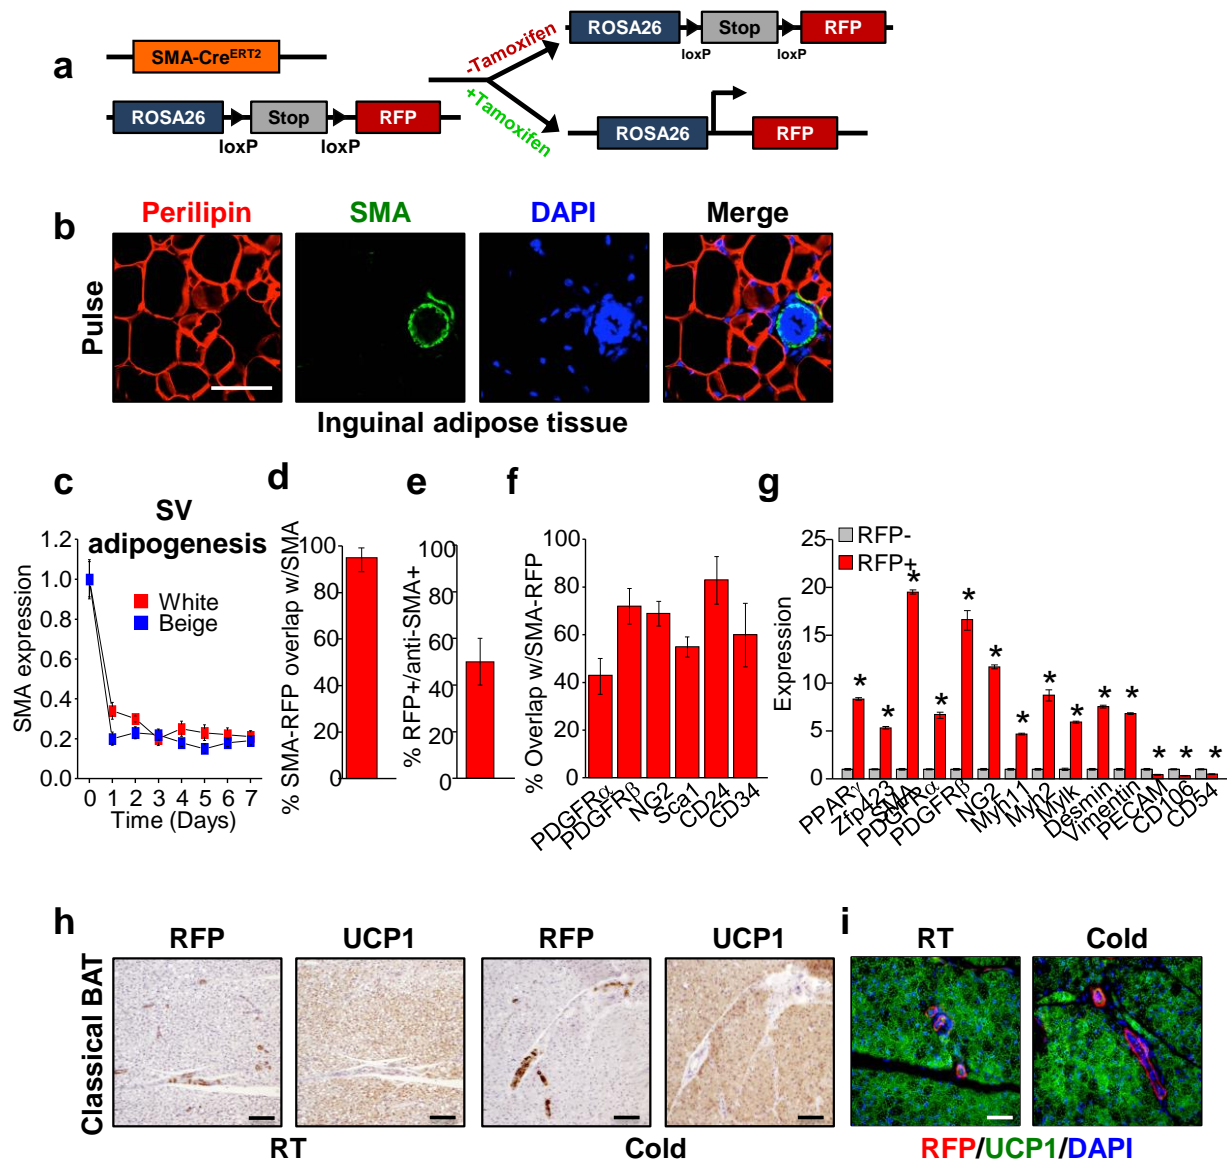 a
SMA-CreERT2
ROSA26
Stop
RFP
loxP
loxP
-Tamoxifen
+Tamoxifen
ROSA26
Stop
RFP
loxP
loxP
ROSA26
RFP
b
Perilipin
SMA
DAPI
Merge
Pulse
Inguinal adipose tissue
c
SV
adipogenesis
SMA expression
1.2
1.0
0.8
0.6
0.4
0.2
0.0
White
Beige
0 1 2 3 4 5 6 7
Time (Days)
d
% SMA-RFP overlap w/SMA
100
80
60
40
20
0
e
% RFP+/anti-SMA+
100
80
60
40
20
0
f
% Overlap w/SMA-RFP
100
80
60
40
20
0
PDGFRα
PDGFRβ
NG2
Sca1
CD24
CD34
g
Expression
25
20
15
10
5
0
RFP-
RFP+
* * * * * * * * * * * * * *
PPARγ
Zfp423
SMA
PDGFRα
PDGFRβ
NG2
Myh11
Myh2
Mylk
Desmin
Vimentin
PECAM
CD106
CD54
h
RFP
UCP1
RFP
UCP1
Classical BAT
RT
Cold
i
RT
Cold
RFP/UCP1/DAPI